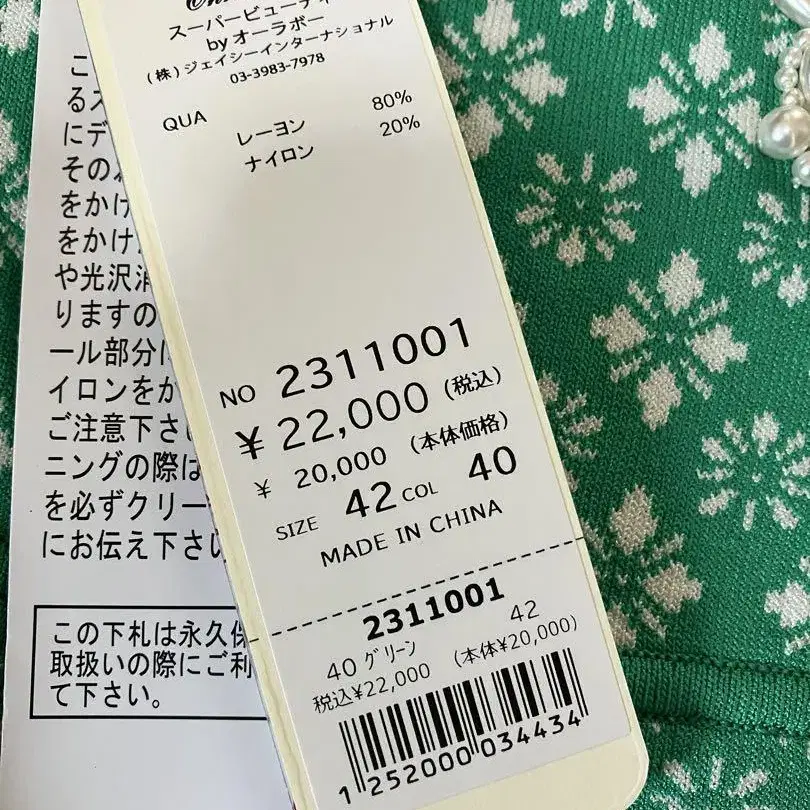 スーパービューティ
by オーラボー
(株)ジェイシーインターナショナル
03-3983-7978
QUA
レーヨン 80%
ナイロン 20%
NO 2311001
¥ 22,000 (税込)
¥ 20,000 (本体価格)
SIZE 42 COL 40
MADE IN CHINA
2311001
40 グリーン 42
税込¥22,000 (本体¥20,000)
1 252000 034434
こ
る
にデ
その
をかけ
をかけ
や光沢消
りますの
ール部分に
イロンをか
ご注意下さ
ニングの際は
を必ずクリー
にお伝え下さい
この下札は永久保
取扱いの際にご利
て下さい。